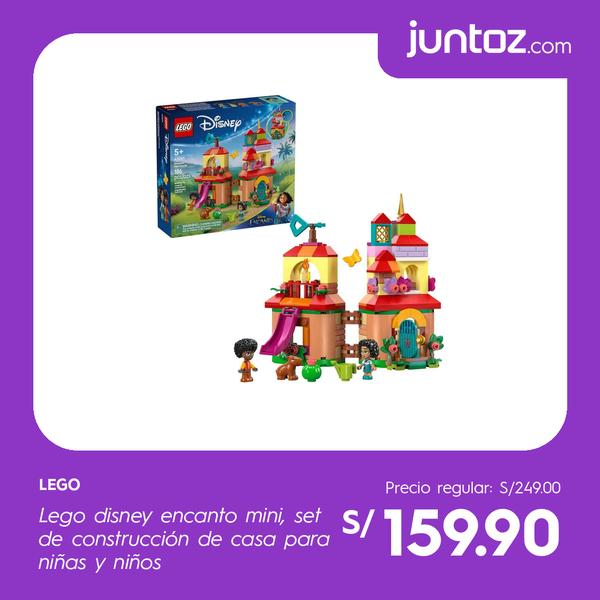 juntoz.com
LEGO
Disney
5+
186
LEGO
Precio regular: S/249.00
Lego disney encanto mini, set
de construcción de casa para
niñas y niños
S/159.90